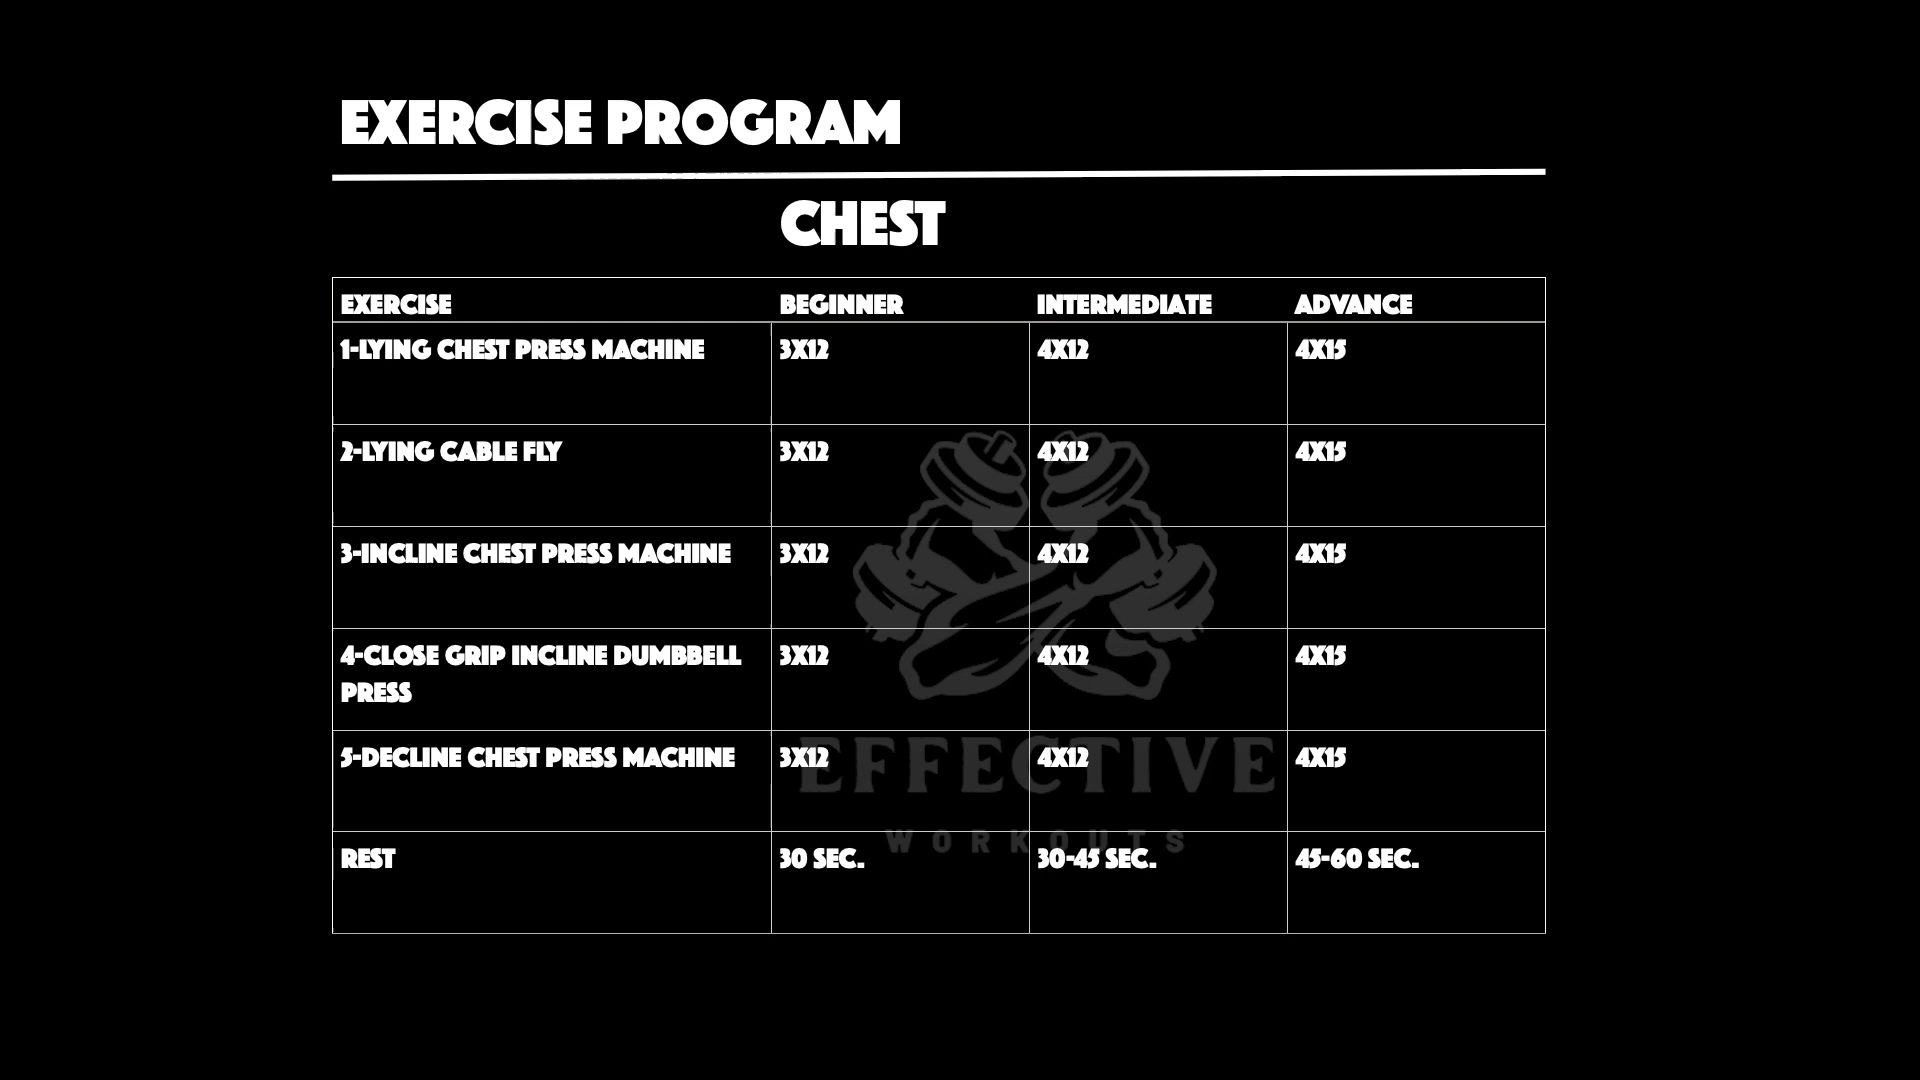 EXERCISE PROGRAM
CHEST
EXERCISE BEGINNER INTERMEDIATE ADVANCE
1-LYING CHEST PRESS MACHINE 3X12 4X12 4X15
2-LYING CABLE FLY 3X12 4X12 4X15
3-INCLINE CHEST PRESS MACHINE 3X12 4X12 4X15
4-CLOSE GRIP INCLINE DUMBBELL 3X12 4X12 4X15
PRESS
5-DECLINE CHEST PRESS MACHINE 3X12 4X12 4X15
EFFECTIVE
WORKOUTS
REST 30 SEC. 30-45 SEC. 45-60 SEC.